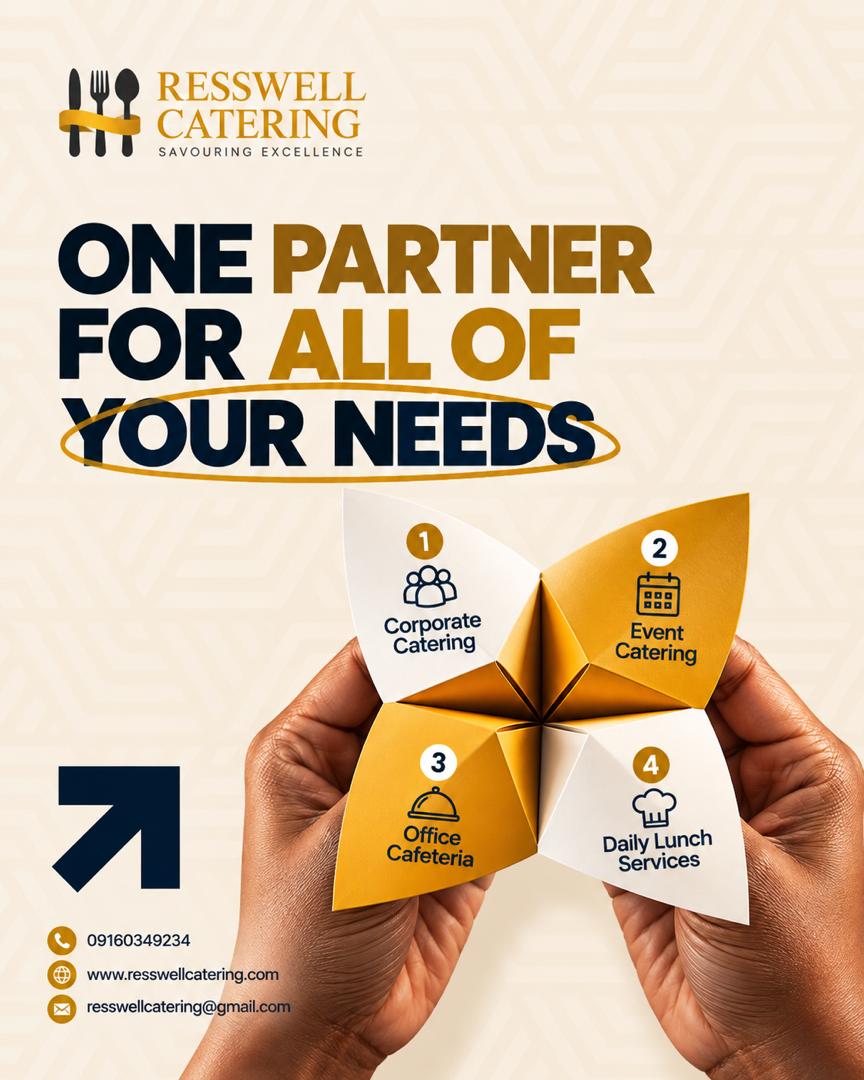 RESSWELL
CATERING
SAVOURING EXCELLENCE
ONE PARTNER
FOR ALL OF
YOUR NEEDS
1
Corporate
Catering
2
Event
Catering
3
Office
Cafeteria
4
Daily Lunch
Services
09160349234
www.resswellcatering.com
resswellcatering@gmail.com